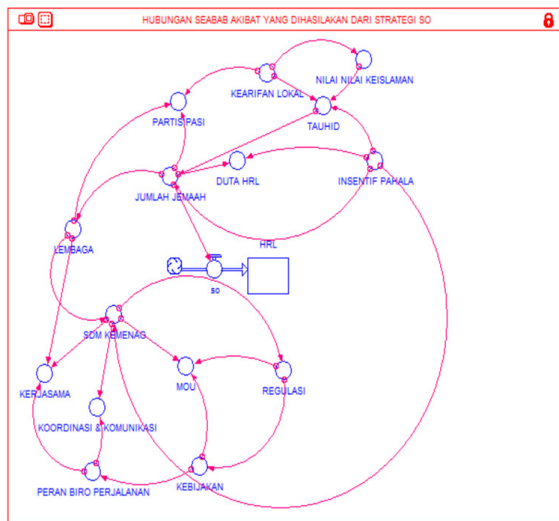 HUBUNGAN SEABAB AKIBAT YANG DIHASILAKAN DARI STRATEGI SO
KEARIFAN LOKAL
NILAI NILAI KEISLAMAN
PARTISIPASI
TAUHID
JUMLAH JEMAAH
DUTA HRL
INSENTIF PAHALA
LEMBAGA
HRL
so
SDM KEMENAG
KERJASAMA
MOU
REGULASI
KOORDINASI & KOMUNIKASI
PERAN BIRO PERJALANAN
KEBIJAKAN